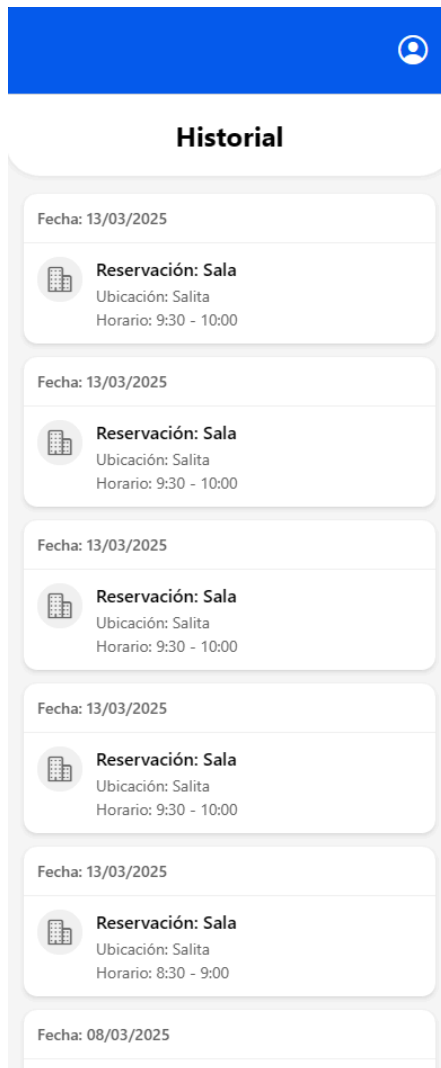 Historial
Fecha: 13/03/2025
Reservación: Sala
Ubicación: Salita
Horario: 9:30 - 10:00
Fecha: 13/03/2025
Reservación: Sala
Ubicación: Salita
Horario: 9:30 - 10:00
Fecha: 13/03/2025
Reservación: Sala
Ubicación: Salita
Horario: 9:30 - 10:00
Fecha: 13/03/2025
Reservación: Sala
Ubicación: Salita
Horario: 9:30 - 10:00
Fecha: 13/03/2025
Reservación: Sala
Ubicación: Salita
Horario: 8:30 - 9:00
Fecha: 08/03/2025